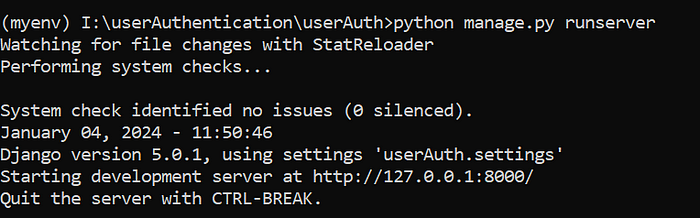 (myenv) I:\userAuthentication\userAuth>python manage.py runserver
Watching for file changes with StatReloader
Performing system checks...
System check identified no issues (0 silenced).
January 04, 2024 - 11:50:46
Django version 5.0.1, using settings 'userAuth.settings'
Starting development server at http://127.0.0.1:8000/
Quit the server with CTRL-BREAK.